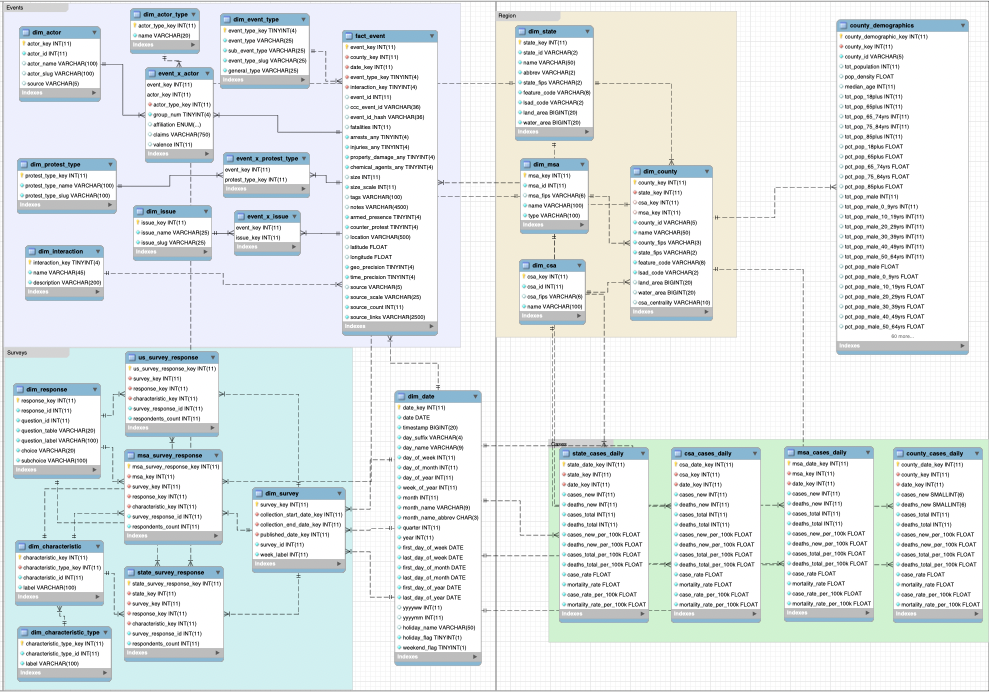 Events
dim_actor
actor_key INT(11)
actor_id INT(11)
actor_name VARCHAR(100)
actor_slug VARCHAR(100)
source VARCHAR(5)
Indexes
dim_actor_type
actor_type_key INT(11)
name VARCHAR(20)
Indexes
event_x_actor
event_key INT(11)
actor_key INT(11)
actor_type_key INT(11)
group_num TINYINT(4)
affiliation ENUM(...)
claims VARCHAR(750)
valence INT(11)
Indexes
dim_event_type
event_type_key TINYINT(4)
event_type VARCHAR(25)
sub_event_type VARCHAR(25)
event_type_slug VARCHAR(25)
general_type VARCHAR(25)
Indexes
fact_event
event_key INT(11)
county_key INT(11)
date_key INT(11)
event_type_key TINYINT(4)
interaction_key TINYINT(4)
event_id INT(11)
ccc_event_id VARCHAR(36)
event_id_hash VARCHAR(36)
fatalities INT(11)
arrests_any TINYINT(4)
injuries_any TINYINT(4)
property_damage_any TINYINT(4)
chemical_agents_any TINYINT(4)
size INT(11)
size_scale INT(11)
tags VARCHAR(100)
notes VARCHAR(4500)
armed_presence TINYINT(4)
counter_protest TINYINT(4)
location VARCHAR(500)
latitude FLOAT
longitude FLOAT
geo_precision TINYINT(4)
time_precision TINYINT(4)
source VARCHAR(5)
source_scale VARCHAR(25)
source_count INT(11)
source_links VARCHAR(2500)
Indexes
dim_protest_type
protest_type_key INT(11)
protest_type_name VARCHAR(100)
protest_type_slug VARCHAR(100)
Indexes
event_x_protest_type
event_key INT(11)
protest_type_key INT(11)
Indexes
dim_issue
issue_key INT(11)
issue_name VARCHAR(25)
issue_slug VARCHAR(25)
Indexes
event_x_issue
event_key INT(11)
issue_key INT(11)
Indexes
dim_interaction
interaction_key TINYINT(4)
name VARCHAR(45)
description VARCHAR(200)
Indexes
Region
dim_state
state_key INT(11)
state_id VARCHAR(2)
name VARCHAR(50)
abbrev VARCHAR(2)
state_fips VARCHAR(2)
feature_code VARCHAR(6)
lsad_code VARCHAR(2)
land_area BIGINT(20)
water_area BIGINT(20)
Indexes
dim_msa
msa_key INT(11)
msa_id INT(11)
msa_fips VARCHAR(6)
name VARCHAR(100)
type VARCHAR(100)
Indexes
dim_csa
csa_key INT(11)
csa_id INT(11)
csa_fips VARCHAR(6)
name VARCHAR(100)
Indexes
dim_county
county_key INT(11)
state_key INT(11)
csa_key INT(11)
msa_key INT(11)
county_id VARCHAR(5)
name VARCHAR(50)
county_fips VARCHAR(3)
state_fips VARCHAR(2)
feature_code VARCHAR(6)
lsad_code VARCHAR(2)
land_area BIGINT(20)
water_area BIGINT(20)
csa_centrality VARCHAR(10)
Indexes
county_demographics
county_demographic_key INT(11)
county_key INT(11)
county_id VARCHAR(5)
tot_population INT(11)
pop_density FLOAT
median_age INT(11)
tot_pop_18plus INT(11)
tot_pop_65plus INT(11)
tot_pop_65_74yrs INT(11)
tot_pop_75_84yrs INT(11)
tot_pop_85plus INT(11)
pct_pop_18plus FLOAT
pct_pop_65plus FLOAT
pct_pop_65_74yrs FLOAT
pct_pop_75_84yrs FLOAT
pct_pop_85plus FLOAT
tot_pop_male INT(11)
tot_pop_male_0_9yrs INT(11)
tot_pop_male_10_19yrs INT(11)
tot_pop_male_20_29yrs INT(11)
tot_pop_male_30_39yrs INT(11)
tot_pop_male_40_49yrs INT(11)
tot_pop_male_50_64yrs INT(11)
pct_pop_male FLOAT
pct_pop_male_0_9yrs FLOAT
pct_pop_male_10_19yrs FLOAT
pct_pop_male_20_29yrs FLOAT
pct_pop_male_30_39yrs FLOAT
pct_pop_male_40_49yrs FLOAT
pct_pop_male_50_64yrs FLOAT
60 more...
Indexes
Surveys
us_survey_response
us_survey_response_key INT(11)
survey_key INT(11)
response_key INT(11)
characteristic_key INT(11)
survey_response_id INT(11)
respondents_count INT(11)
Indexes
dim_response
response_key INT(11)
response_id INT(11)
question_id INT(11)
question_table VARCHAR(20)
question_label VARCHAR(100)
choice VARCHAR(20)
subchoice VARCHAR(100)
Indexes
msa_survey_response
msa_survey_response_key INT(11)
msa_key INT(11)
survey_key INT(11)
response_key INT(11)
characteristic_key INT(11)
survey_response_id INT(11)
respondents_count INT(11)
Indexes
dim_survey
survey_key INT(11)
collection_start_date_key INT(11)
collection_end_date_key INT(11)
published_date_key INT(11)
survey_id INT(11)
week_label INT(11)
Indexes
dim_characteristic
characteristic_key INT(11)
characteristic_type_key INT(11)
characteristic_id INT(11)
label VARCHAR(100)
Indexes
state_survey_response
state_survey_response_key INT(11)
state_key INT(11)
survey_key INT(11)
response_key INT(11)
characteristic_key INT(11)
survey_response_id INT(11)
respondents_count INT(11)
Indexes
dim_characteristic_type
characteristic_type_key INT(11)
characteristic_type_id INT(11)
label VARCHAR(100)
Indexes
dim_date
date_key INT(11)
date DATE
timestamp BIGINT(20)
day_suffix VARCHAR(4)
day_name VARCHAR(9)
day_of_week INT(11)
day_of_month INT(11)
day_of_year INT(11)
week_of_year INT(11)
month INT(11)
month_name VARCHAR(9)
month_name_abbrev CHAR(3)
quarter INT(11)
year INT(11)
first_day_of_week DATE
last_day_of_week DATE
first_day_of_month DATE
last_day_of_month DATE
first_day_of_year DATE
last_day_of_year DATE
yyyyww INT(11)
yyyymm INT(11)
holiday_name VARCHAR(50)
holiday_flag TINYINT(1)
weekend_flag TINYINT(1)
Indexes
Cases
state_cases_daily
state_date_key INT(11)
state_key INT(11)
date_key INT(11)
cases_new INT(11)
deaths_new INT(11)
cases_total INT(11)
deaths_total INT(11)
cases_new_per_100k FLOAT
deaths_new_per_100k FLOAT
cases_total_per_100k FLOAT
deaths_total_per_100k FLOAT
case_rate FLOAT
mortality_rate FLOAT
case_rate_per_100k FLOAT
mortality_rate_per_100k FLOAT
Indexes
csa_cases_daily
csa_date_key INT(11)
csa_key INT(11)
date_key INT(11)
cases_new INT(11)
deaths_new INT(11)
cases_total INT(11)
deaths_total INT(11)
cases_new_per_100k FLOAT
deaths_new_per_100k FLOAT
cases_total_per_100k FLOAT
deaths_total_per_100k FLOAT
case_rate FLOAT
mortality_rate FLOAT
case_rate_per_100k FLOAT
mortality_rate_per_100k FLOAT
Indexes
msa_cases_daily
msa_date_key INT(11)
msa_key INT(11)
date_key INT(11)
cases_new INT(11)
deaths_new INT(11)
cases_total INT(11)
deaths_total INT(11)
cases_new_per_100k FLOAT
deaths_new_per_100k FLOAT
cases_total_per_100k FLOAT
deaths_total_per_100k FLOAT
case_rate FLOAT
mortality_rate FLOAT
case_rate_per_100k FLOAT
mortality_rate_per_100k FLOAT
Indexes
county_cases_daily
county_date_key INT(11)
county_key INT(11)
date_key INT(11)
cases_new SMALLINT(6)
deaths_new SMALLINT(6)
cases_total INT(11)
deaths_total INT(11)
cases_new_per_100k FLOAT
deaths_new_per_100k FLOAT
cases_total_per_100k FLOAT
deaths_total_per_100k FLOAT
case_rate FLOAT
mortality_rate FLOAT
case_rate_per_100k FLOAT
mortality_rate_per_100k FLOAT
Indexes